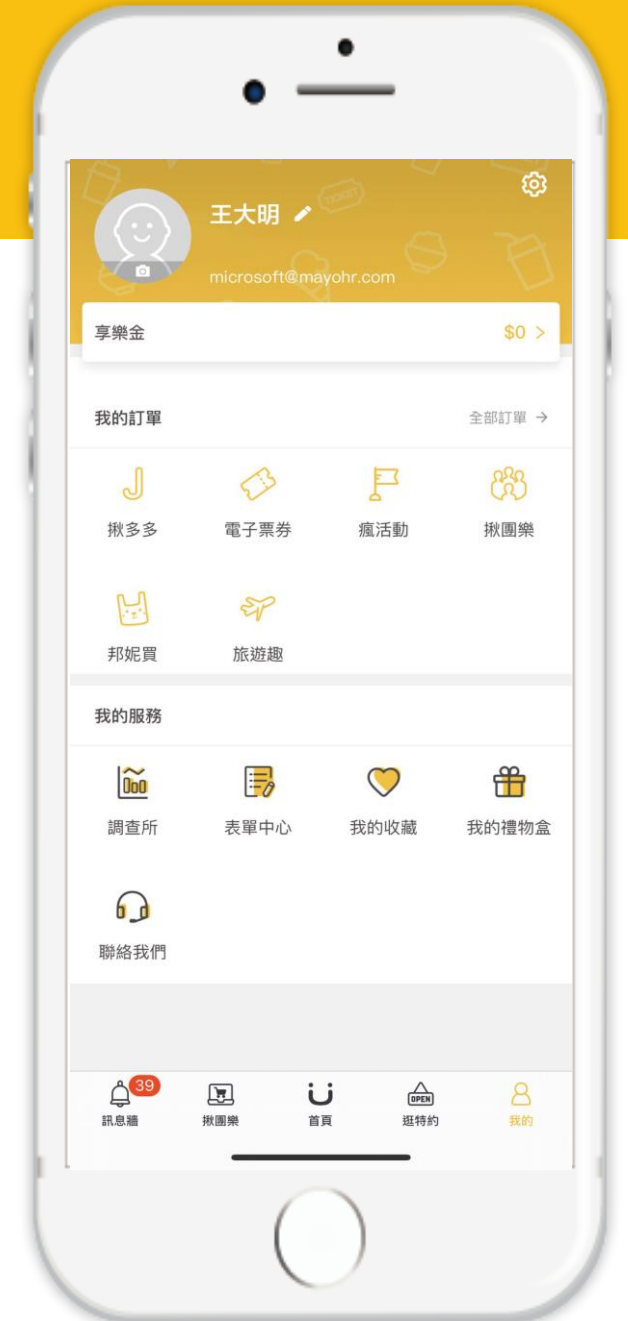 王大明
microsoft@mayohr.com
享樂金 $0 >
我的訂單 全部訂單 →
揪多多 電子票券 瘋活動 揪團樂
邦妮買 旅遊趣
我的服務
調查所 表單中心 我的收藏 我的禮物盒
聯絡我們
39
OPEN
訊息牆 揪團樂 首頁 逛特約 我的